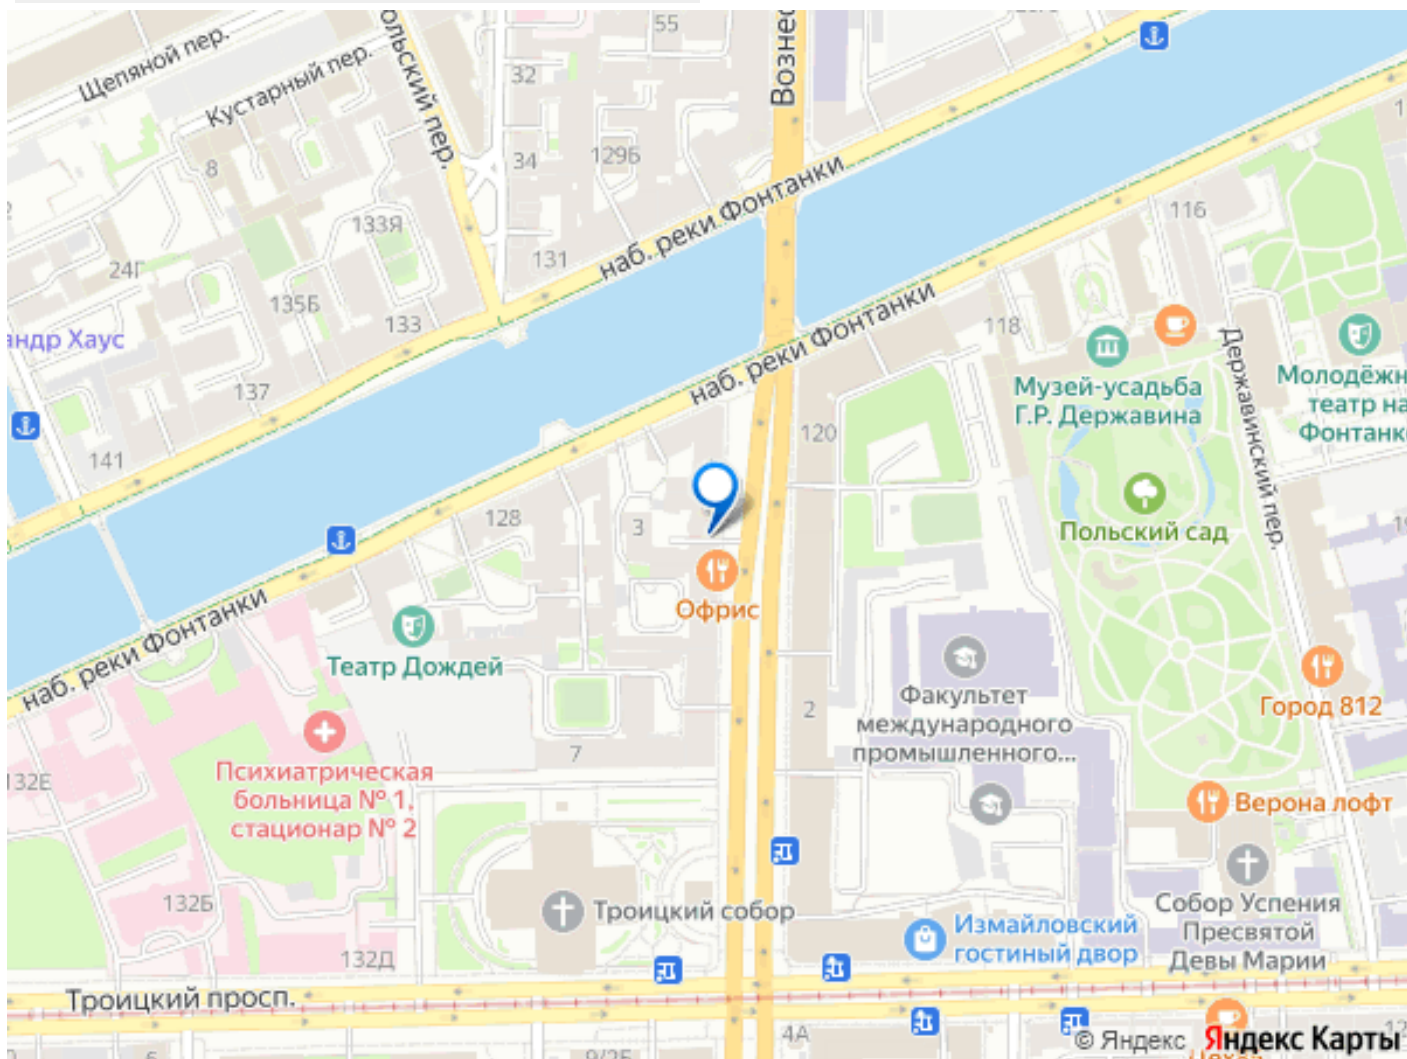 55
Вознес
Щепяной пер.
Кустарный пер.
ольский пер.
32
34
129Б
8
133Я
наб. реки Фонтанки
116
131
24Г
135Б
133
наб. реки Фонтанки
118
андр Хаус
Музей-усадьба
Г.Р. Державина
Державинский пер.
Молодёжн
театр на
Фонтанк
137
141
120
128
3
Польский сад
Офрис
наб. реки Фонтанки
Театр Дождей
Факультет
международного
промышленного...
2
Город 812
7
132Е
Психиатрическая
больница № 1,
стационар № 2
Верона лофт
132Б
Троицкий собор
Измайловский
гостиный двор
Собор Успения
Пресвятой
Девы Марии
132Д
Троицкий просп.
4А
© Яндекс
Яндекс Карты